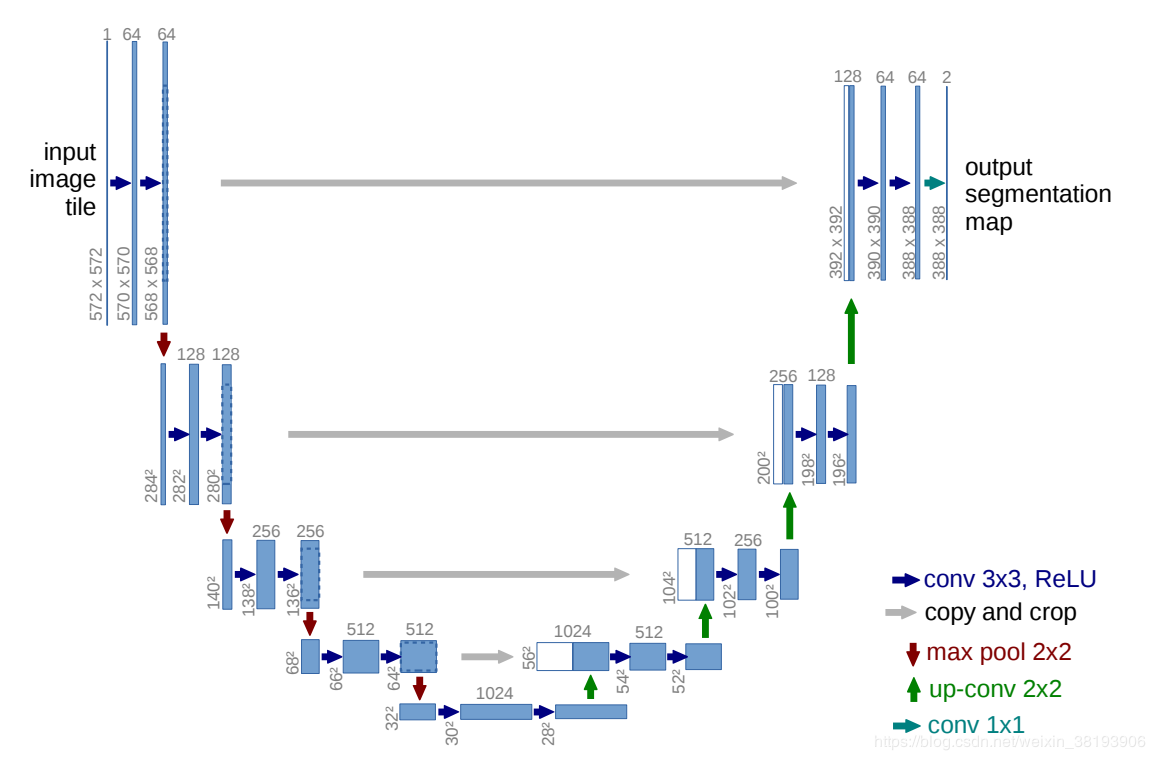 1 64 64
128 64 64 2
input
image
tile
output
segmentation
map
572 x 572
570 x 570
568 x 568
392 x 392
390 x 390
388 x 388
388 x 388
128 128
256 128
284²
282²
280²
200²
198²
196²
256 256
512 256
140²
138²
136²
104²
102²
100²
conv 3x3, ReLU
copy and crop
512 512
1024 512
68²
66²
64²
56²
54²
52²
max pool 2x2
up-conv 2x2
1024
32²
30²
28²
conv 1x1
https://blog.csdn.net/weixin_38193906